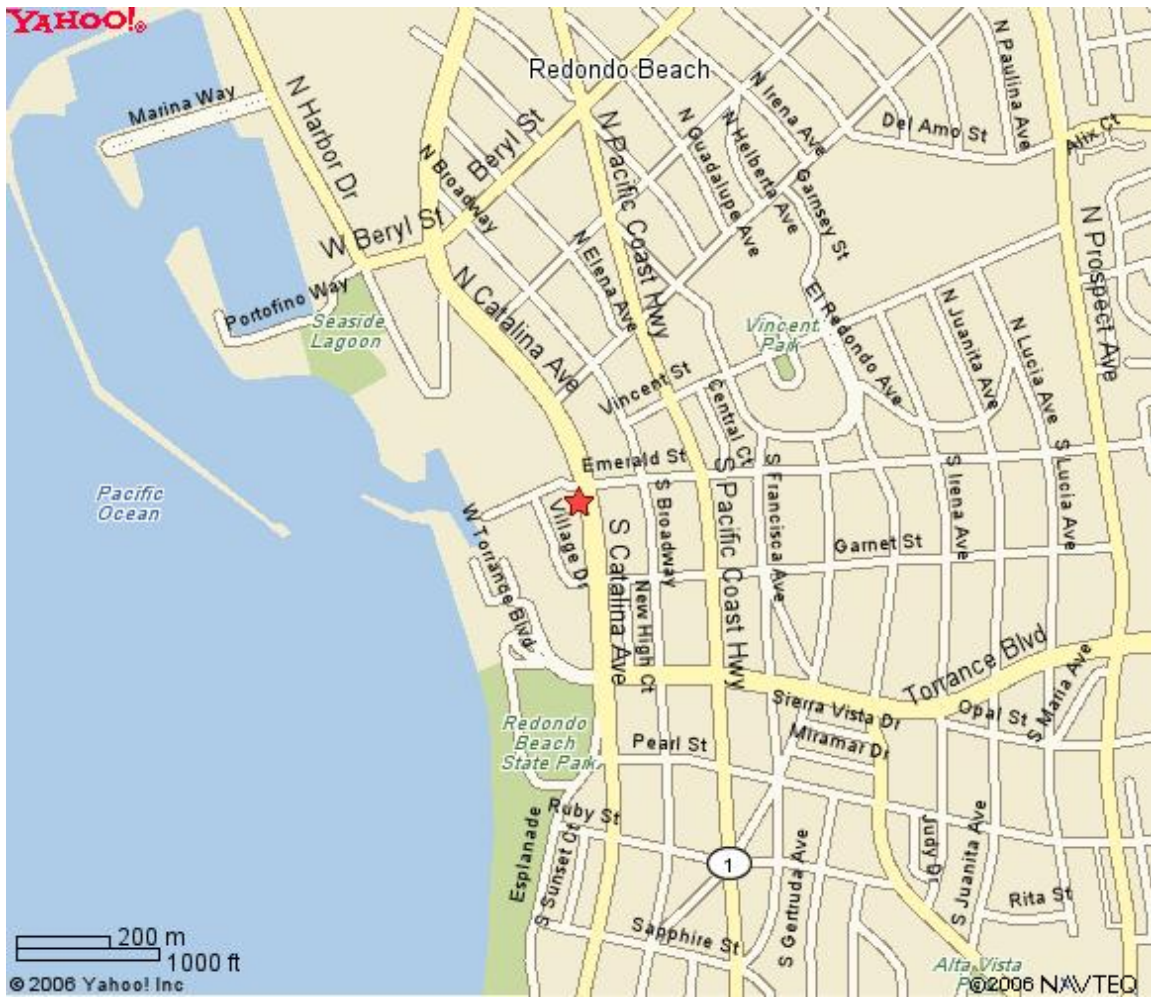 YAHOO!®
Redondo Beach
Marina Way
N Harbor Dr
N Paulina Ave
N Irena Ave
Del Amo St
Alix Ct
Beryl St
N Pacific Coast Hwy
N Guadalupe Ave
N Helberta Ave
Garnsey St
N Broadway
W Beryl St
N Elena Ave
N Prospect Ave
Portofino Way
Seaside
Lagoon
N Catalina Ave
El Redondo Ave
Vincent
Park
N Juanita Ave
N Lucia Ave
Vincent St
Central Ct
Emerald St
S Pacific Coast Hwy
S Francisca Ave
S Irena Ave
S Lucia Ave
Pacific
Ocean
W Torrance Blvd
Village Dr
S Catalina Ave
S Broadway
Garnet St
New High Ct
Torrance Blvd
S Maria Ave
Sierra Vista Dr
Opal St
Miramar Dr
Redondo
Beach
State Park
Pearl St
Ruby St
Esplanade
S Sunset Ct
1
S Gertruda Ave
Judy Dr
S Juanita Ave
Rita St
Sapphire St
Alta Vista
200 m
1000 ft
© 2006 Yahoo! Inc
©2006 NAVTEQ